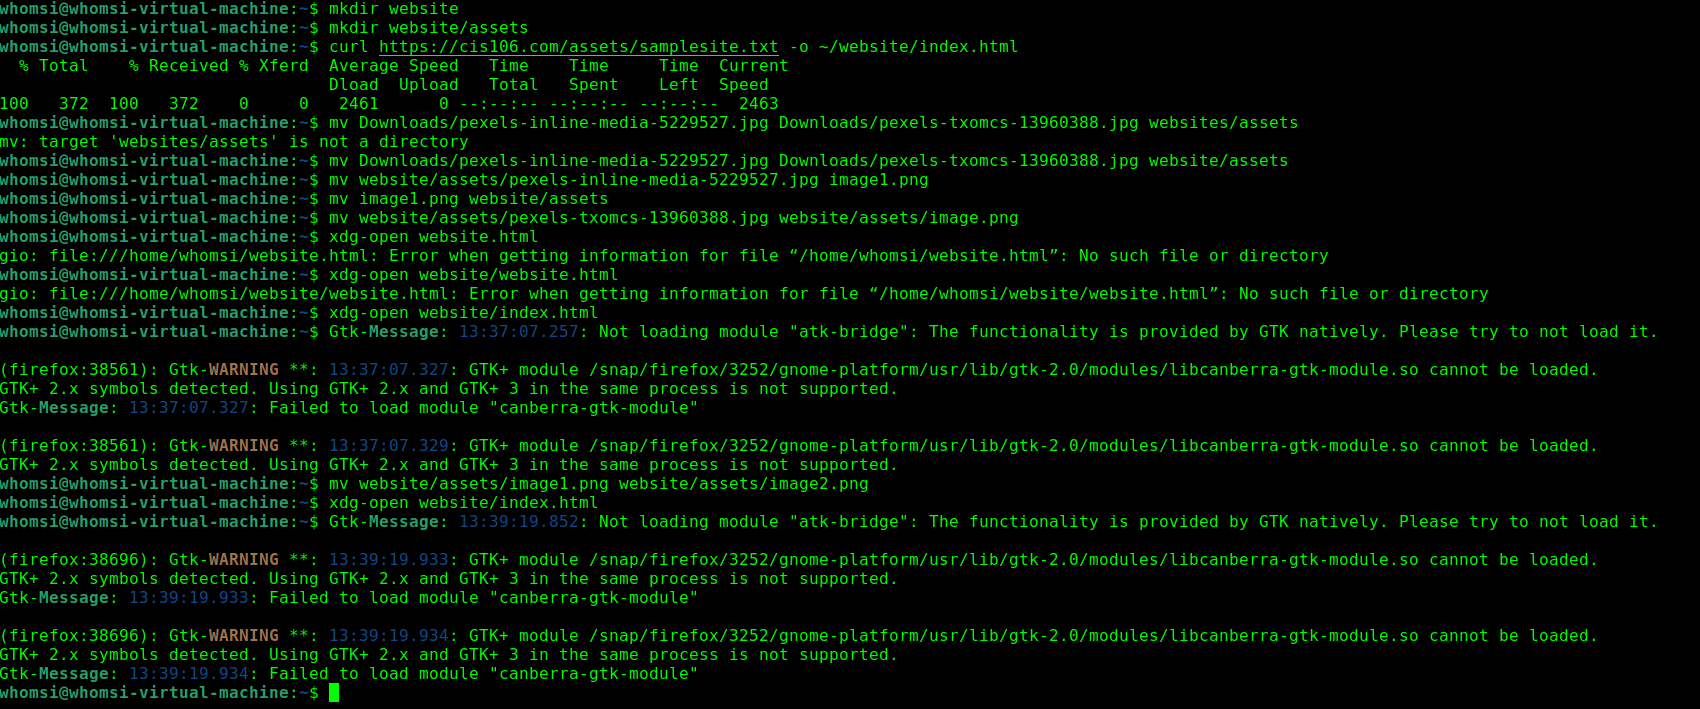 whomsi@whomsi-virtual-machine:~$ mkdir website
whomsi@whomsi-virtual-machine:~$ mkdir website/assets
whomsi@whomsi-virtual-machine:~$ curl https://cis106.com/assets/samplesite.txt -o ~/website/index.html
  % Total    % Received % Xferd  Average Speed   Time    Time     Time  Current
                                 Dload  Upload   Total   Spent    Left  Speed
100   372  100   372    0     0   2461      0 --:--:-- --:--:-- --:--:--  2463
whomsi@whomsi-virtual-machine:~$ mv Downloads/pexels-inline-media-5229527.jpg Downloads/pexels-txomcs-13960388.jpg websites/assets
mv: target 'websites/assets' is not a directory
whomsi@whomsi-virtual-machine:~$ mv Downloads/pexels-inline-media-5229527.jpg Downloads/pexels-txomcs-13960388.jpg website/assets
whomsi@whomsi-virtual-machine:~$ mv website/assets/pexels-inline-media-5229527.jpg image1.png
whomsi@whomsi-virtual-machine:~$ mv image1.png website/assets
whomsi@whomsi-virtual-machine:~$ mv website/assets/pexels-txomcs-13960388.jpg website/assets/image.png
whomsi@whomsi-virtual-machine:~$ xdg-open website.html
gio: file:///home/whomsi/website.html: Error when getting information for file “/home/whomsi/website.html”: No such file or directory
whomsi@whomsi-virtual-machine:~$ xdg-open website/website.html
gio: file:///home/whomsi/website/website.html: Error when getting information for file “/home/whomsi/website/website.html”: No such file or directory
whomsi@whomsi-virtual-machine:~$ xdg-open website/index.html
whomsi@whomsi-virtual-machine:~$ Gtk-Message: 13:37:07.257: Not loading module "atk-bridge": The functionality is provided by GTK natively. Please try to not load it.

(firefox:38561): Gtk-WARNING **: 13:37:07.327: GTK+ module /snap/firefox/3252/gnome-platform/usr/lib/gtk-2.0/modules/libcanberra-gtk-module.so cannot be loaded.
GTK+ 2.x symbols detected. Using GTK+ 2.x and GTK+ 3 in the same process is not supported.
Gtk-Message: 13:37:07.327: Failed to load module "canberra-gtk-module"

(firefox:38561): Gtk-WARNING **: 13:37:07.329: GTK+ module /snap/firefox/3252/gnome-platform/usr/lib/gtk-2.0/modules/libcanberra-gtk-module.so cannot be loaded.
GTK+ 2.x symbols detected. Using GTK+ 2.x and GTK+ 3 in the same process is not supported.
whomsi@whomsi-virtual-machine:~$ mv website/assets/image1.png website/assets/image2.png
whomsi@whomsi-virtual-machine:~$ xdg-open website/index.html
whomsi@whomsi-virtual-machine:~$ Gtk-Message: 13:39:19.852: Not loading module "atk-bridge": The functionality is provided by GTK natively. Please try to not load it.

(firefox:38696): Gtk-WARNING **: 13:39:19.933: GTK+ module /snap/firefox/3252/gnome-platform/usr/lib/gtk-2.0/modules/libcanberra-gtk-module.so cannot be loaded.
GTK+ 2.x symbols detected. Using GTK+ 2.x and GTK+ 3 in the same process is not supported.
Gtk-Message: 13:39:19.933: Failed to load module "canberra-gtk-module"

(firefox:38696): Gtk-WARNING **: 13:39:19.934: GTK+ module /snap/firefox/3252/gnome-platform/usr/lib/gtk-2.0/modules/libcanberra-gtk-module.so cannot be loaded.
GTK+ 2.x symbols detected. Using GTK+ 2.x and GTK+ 3 in the same process is not supported.
Gtk-Message: 13:39:19.934: Failed to load module "canberra-gtk-module"
whomsi@whomsi-virtual-machine:~$